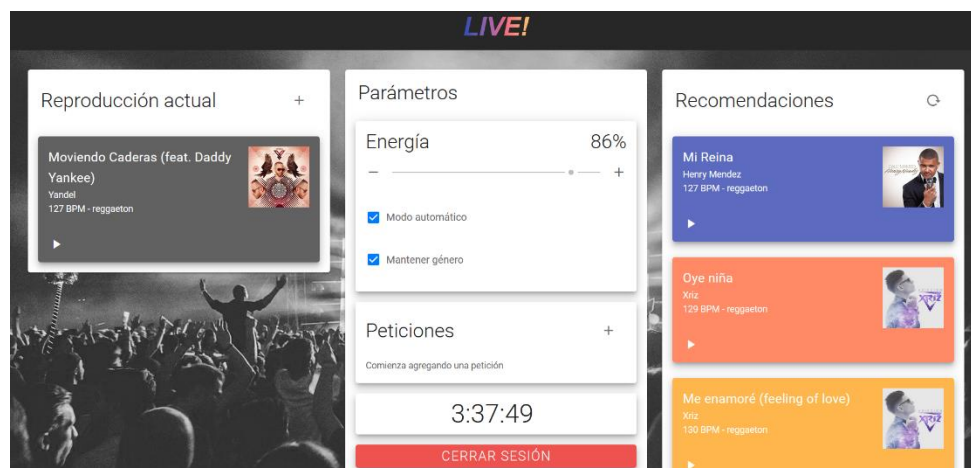 LIVE!
Reproducción actual
+
Moviendo Caderas (feat. Daddy
Yankee)
Yandel
127 BPM - reggaeton
Parámetros
Energía
86%
− +
Modo automático
Mantener género
Peticiones
+
Comienza agregando una petición
3:37:49
CERRAR SESIÓN
Recomendaciones
Mi Reina
Henry Mendez
127 BPM - reggaeton
Oye niña
Xriz
129 BPM - reggaeton
XRIZ
Me enamoré (feeling of love)
Xriz
130 BPM - reggaeton
XRIZ